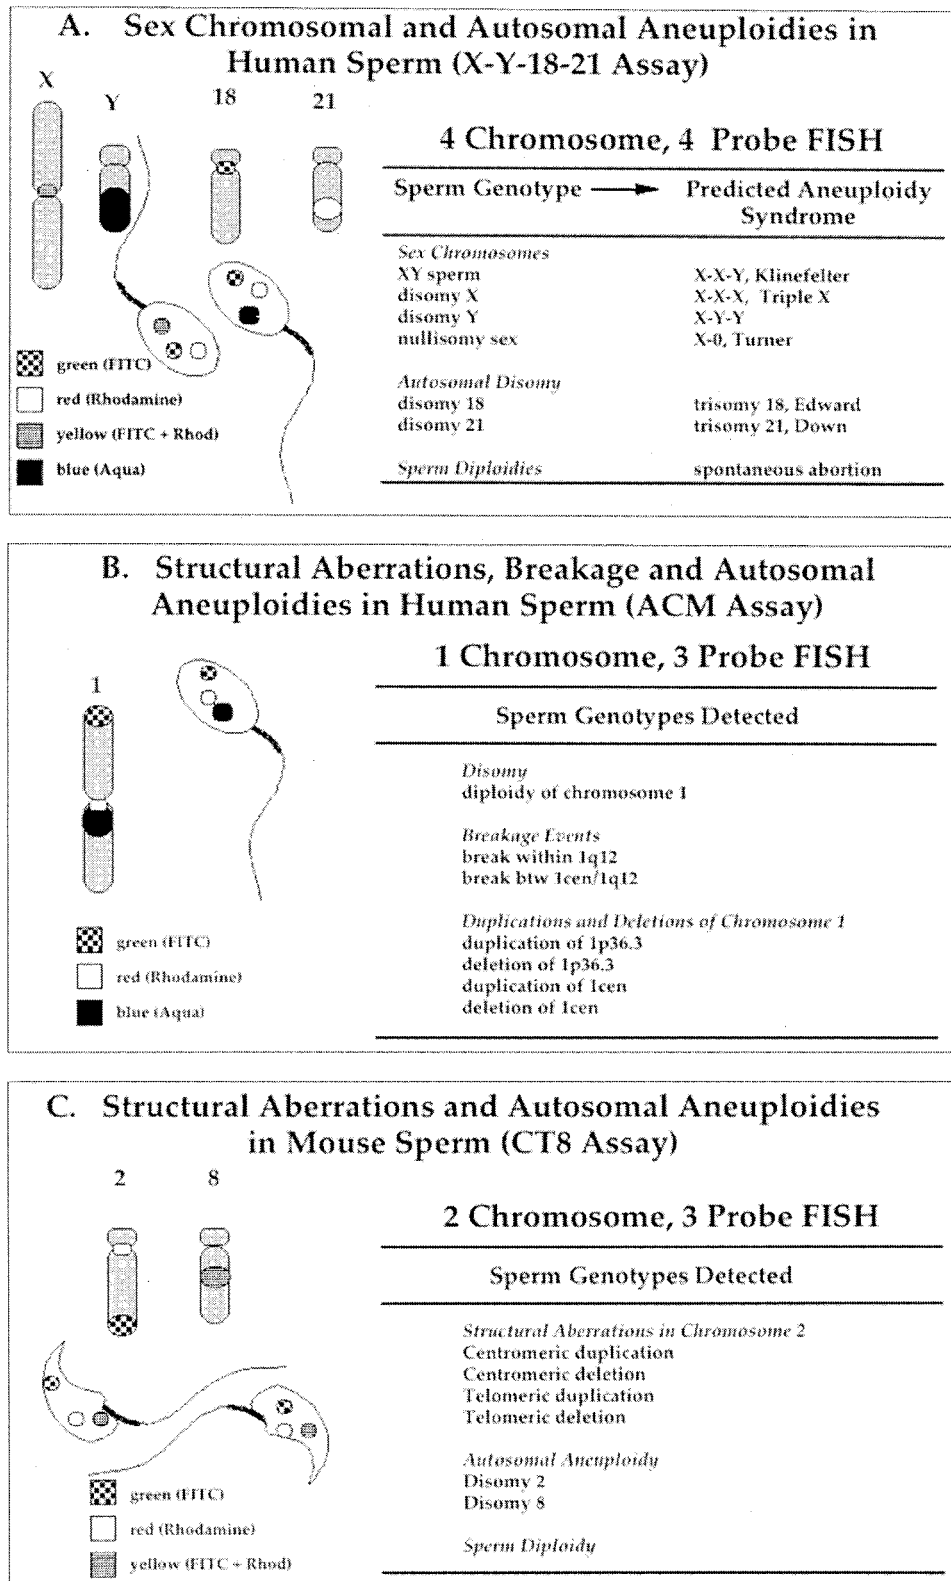 A. Sex Chromosomal and Autosomal Aneuploidies in
Human Sperm (X-Y-18-21 Assay)
X
Y
18
21
green (FITC)
red (Rhodamine)
yellow (FITC + Rhod)
blue (Aqua)
4 Chromosome, 4 Probe FISH
Sperm Genotype → Predicted Aneuploidy
Syndrome
Sex Chromosomes
XY sperm X-X-Y, Klinefelter
disomy X X-X-X, Triple X
disomy Y X-Y-Y
nullisomy sex X-0, Turner
Autosomal Disomy
disomy 18 trisomy 18, Edward
disomy 21 trisomy 21, Down
Sperm Diploidies spontaneous abortion
B. Structural Aberrations, Breakage and Autosomal
Aneuploidies in Human Sperm (ACM Assay)
1
green (FITC)
red (Rhodamine)
blue (Aqua)
1 Chromosome, 3 Probe FISH
Sperm Genotypes Detected
Disomy
diploidy of chromosome 1
Breakage Events
break within 1q12
break btw 1cen/1q12
Duplications and Deletions of Chromosome 1
duplication of 1p36.3
deletion of 1p36.3
duplication of 1cen
deletion of 1cen
C. Structural Aberrations and Autosomal Aneuploidies
in Mouse Sperm (CT8 Assay)
2
8
green (FITC)
red (Rhodamine)
yellow (FITC + Rhod)
2 Chromosome, 3 Probe FISH
Sperm Genotypes Detected
Structural Aberrations in Chromosome 2
Centromeric duplication
Centromeric deletion
Telomeric duplication
Telomeric deletion
Autosomal Aneuploidy
Disomy 2
Disomy 8
Sperm Diploidy